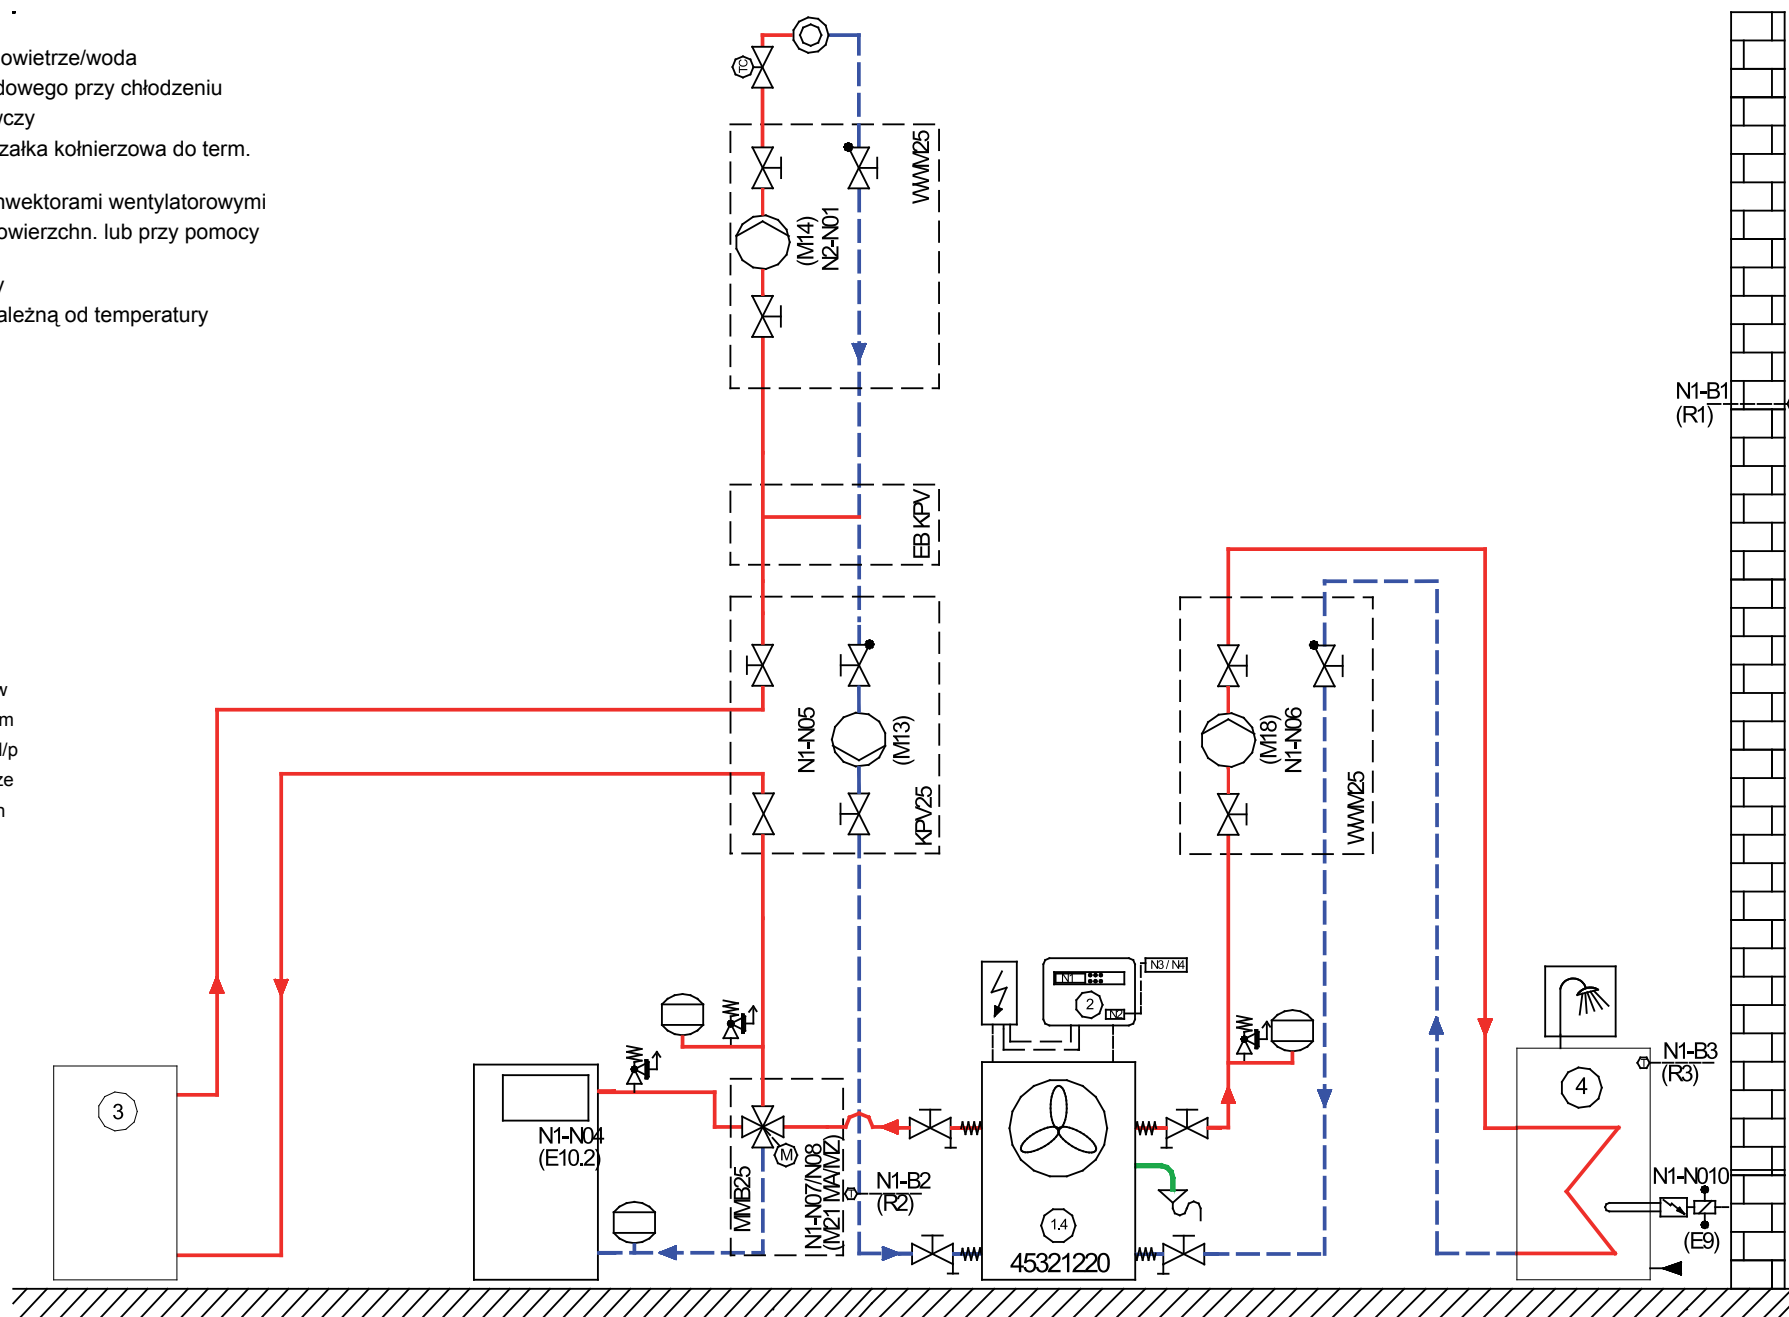 owietrze/woda
dowego przy chłodzeniu
wczy
załka kołnierzowa do term.
nwektorami wentylatorowymi
owierzchn. lub przy pomocy
y
ależną od temperatury
TC
WWM25
(M14)
N2-N01
N1-B1
(R1)
EB KPV
w
m
l/p
ze
n
N1-N05
(M13)
KPV25
(M18)
N1-N06
WWM25
N1
2
N2
N3 / N4
3
N1-N04
(E10.2)
MMB25
M
N1-N07/N08
(M21 MA/MZ)
T
N1-B2
(R2)
1.4
45321220
4
T
N1-B3
(R3)
N1-N010
(E9)